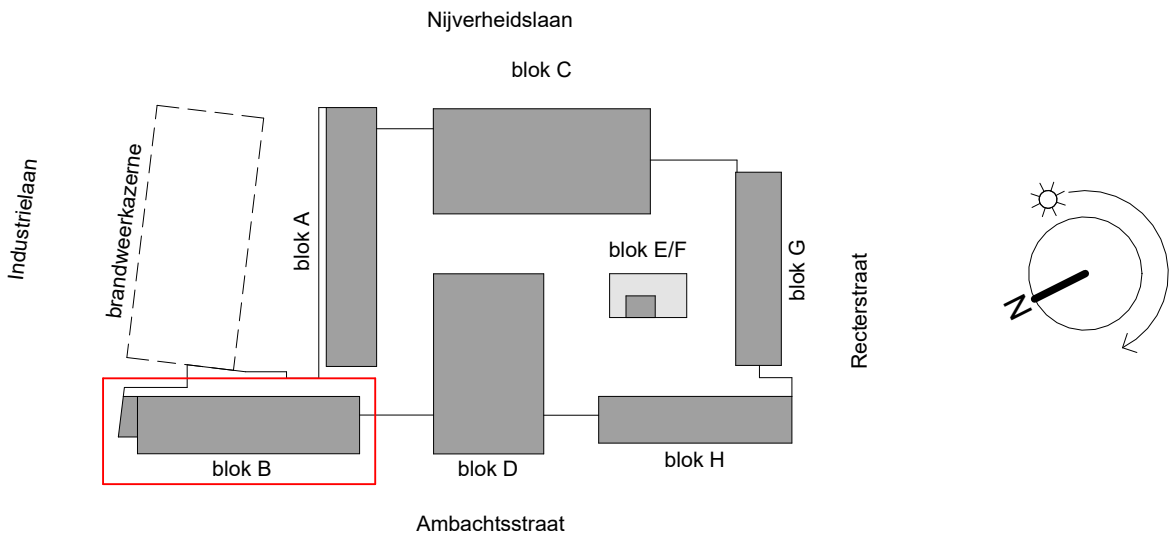 Nijverheidslaan
blok C
Industrielaan
brandweerkazerne
blok A
blok E/F
blok G
Recterstraat
N
blok B
blok D
blok H
Ambachtsstraat